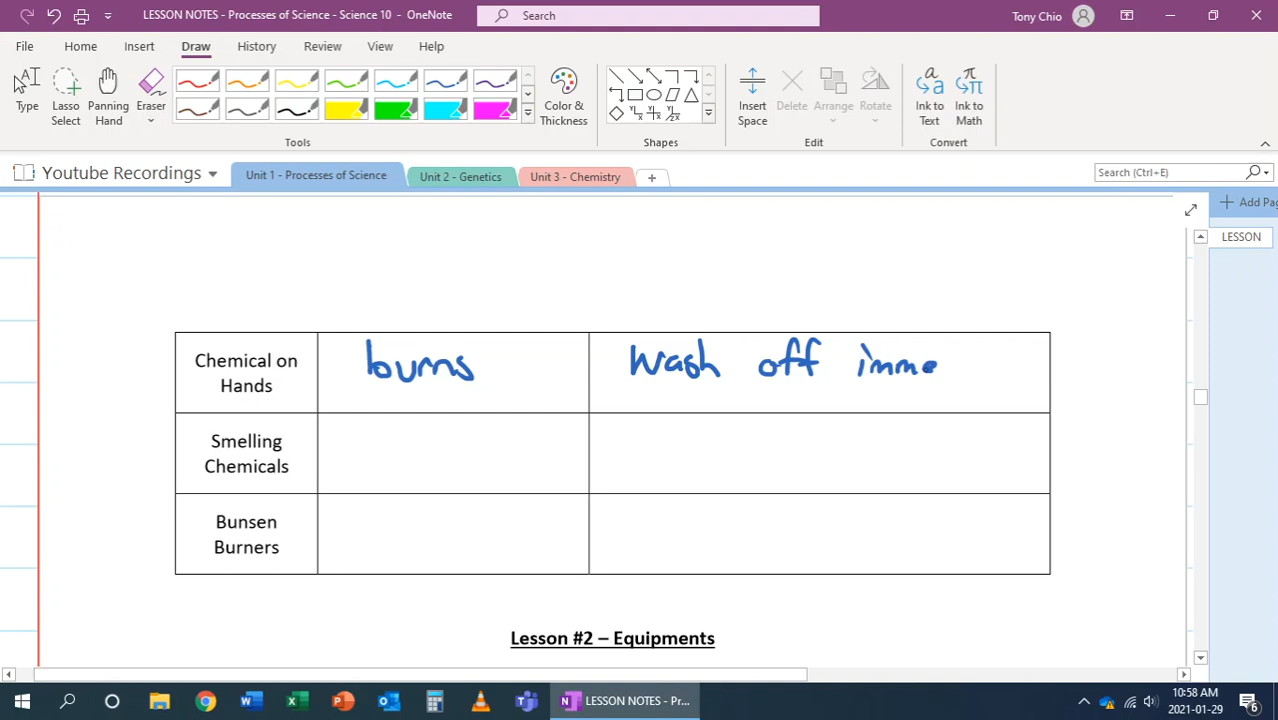 LESSON NOTES - Processes of Science - Science 10 - OneNote
Search
Tony Chio
File Home Insert Draw History Review View Help
Type
Lasso Select
Panning Hand
Eraser
Color & Thickness
Insert Space
Delete
Arrange
Rotate
Ink to Text
Ink to Math
Tools
Shapes
Edit
Convert
Youtube Recordings
Unit 1 - Processes of Science
Unit 2 - Genetics
Unit 3 - Chemistry
Search (Ctrl+E)
Add Pag
LESSON
Chemical on Hands
burns
wash off imme
Smelling Chemicals
Bunsen Burners
Lesson #2 – Equipments
LESSON NOTES - Pr...
10:58 AM
2021-01-29
6